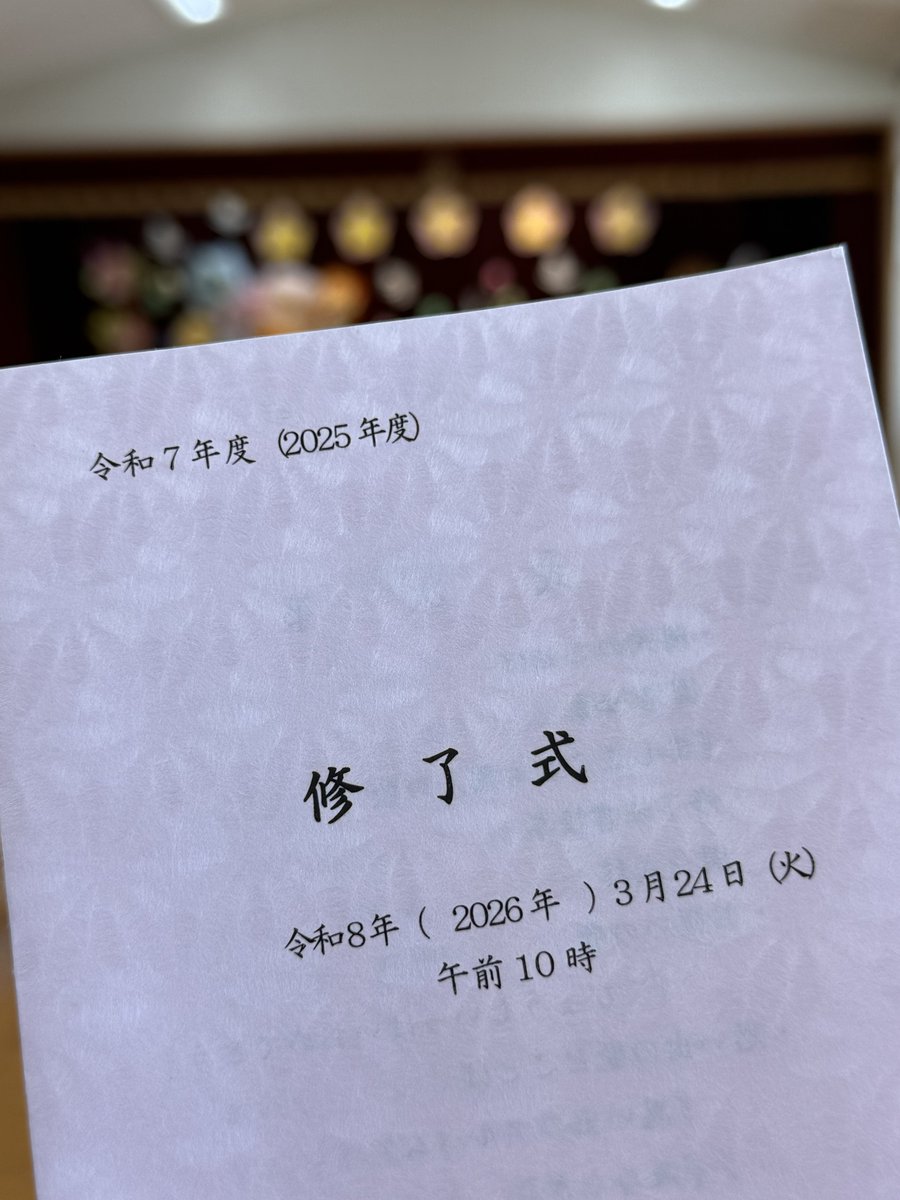 令和7年度（2025年度）
修了式
令和8年（ 2026年 ）3月24日（火）
午前10時